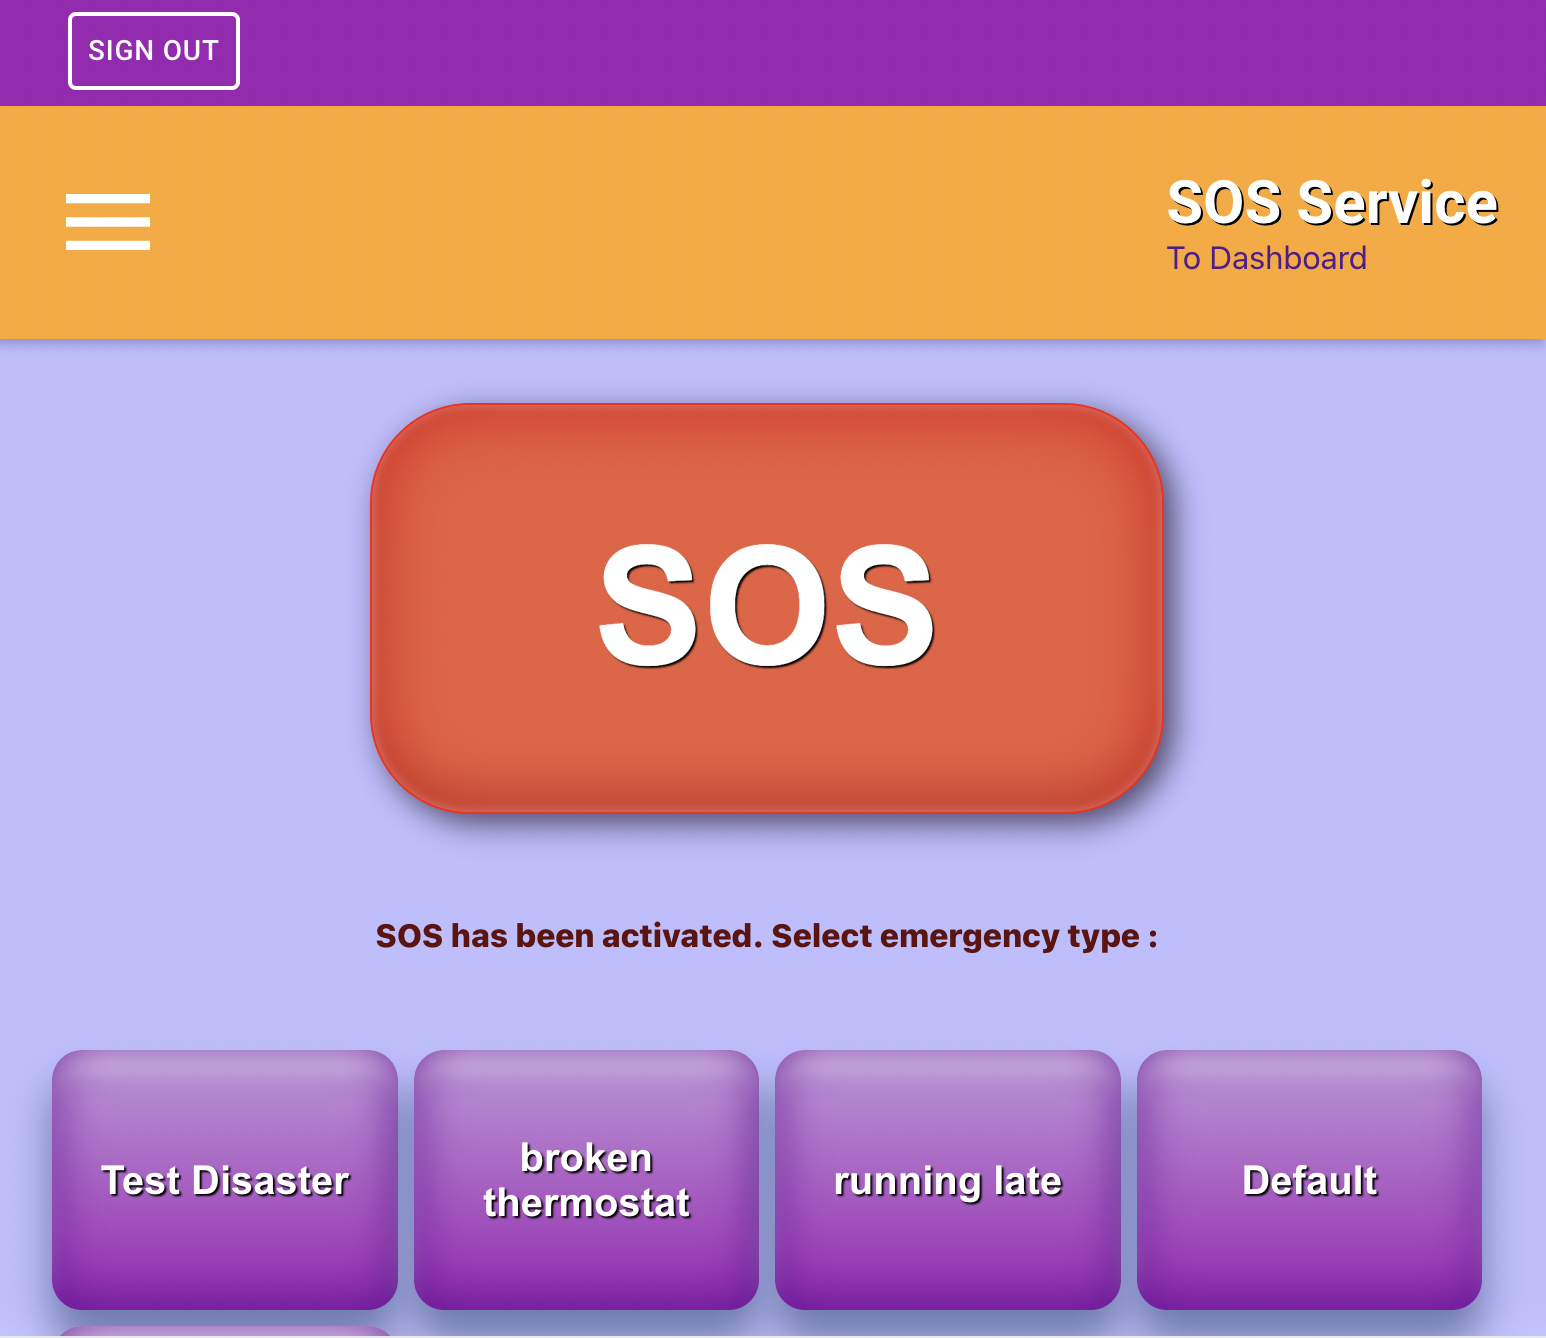 SIGN OUT
SOS Service
To Dashboard
SOS
SOS has been activated. Select emergency type :
Test Disaster
broken
thermostat
running late
Default